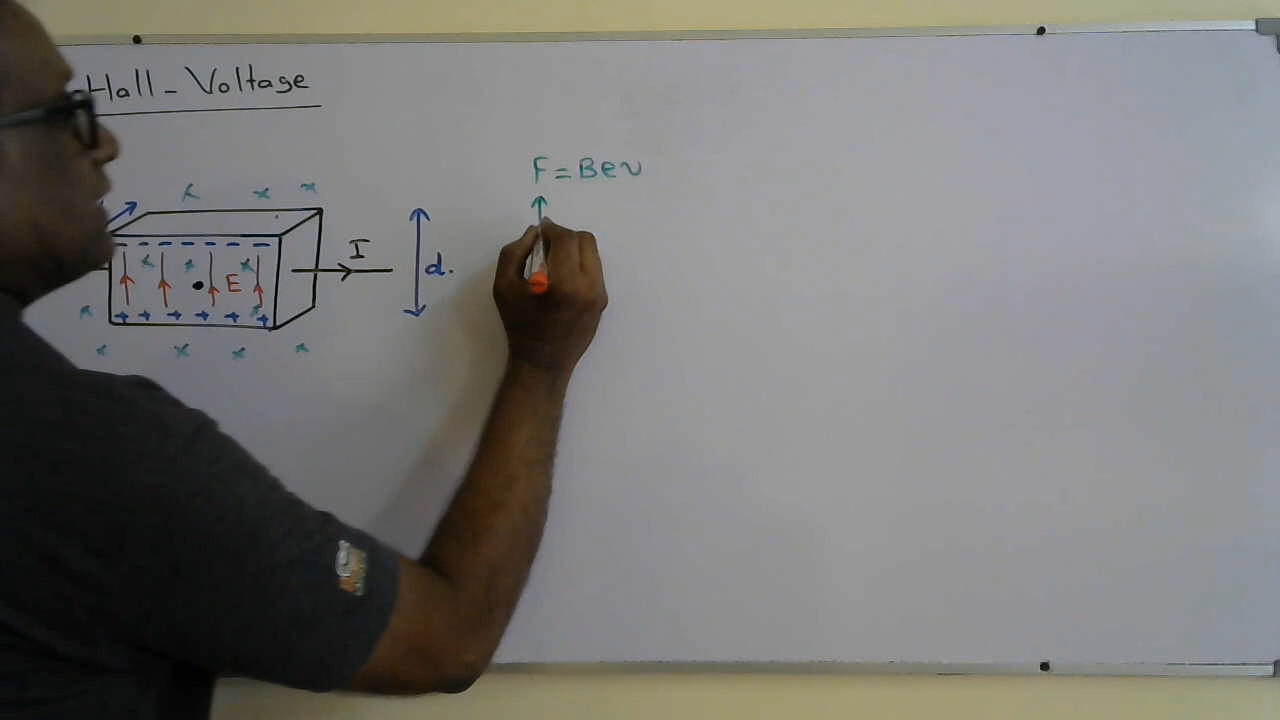 Hall - Voltage
F = Bev
I
d.
E